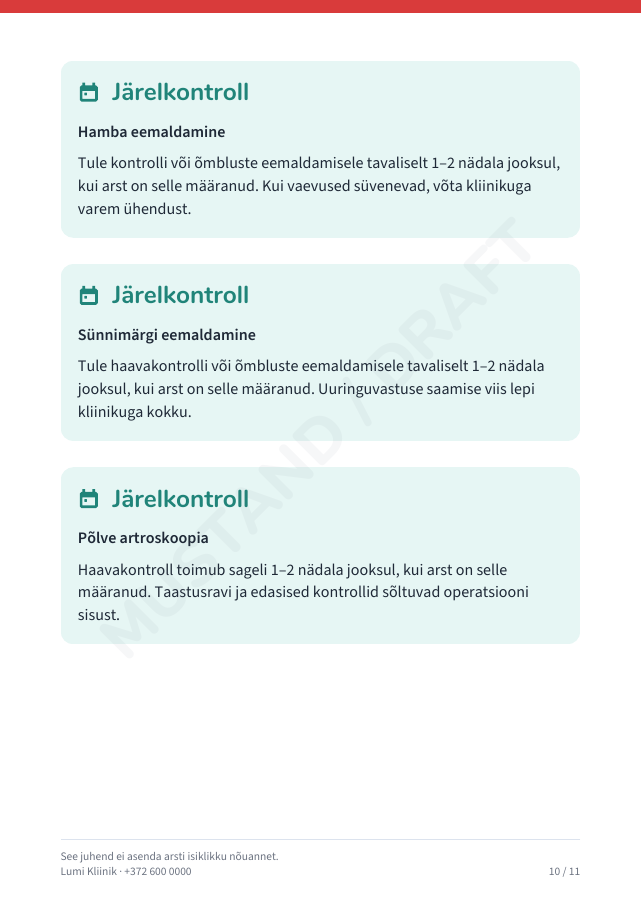 Järelkontroll
Hamba eemaldamine
Tule kontrolli või õmbluste eemaldamisele tavaliselt 1–2 nädala jooksul,
kui arst on selle määranud. Kui vaevused süvenevad, võta kliinikuga
varem ühendust.
Järelkontroll
Sünnimärgi eemaldamine
Tule haavakontrolli või õmbluste eemaldamisele tavaliselt 1–2 nädala
jooksul, kui arst on selle määranud. Uuringuvastuse saamise viis lepi
kliinikuga kokku.
Järelkontroll
Põlve artroskoopia
Haavakontroll toimub sageli 1–2 nädala jooksul, kui arst on selle
määranud. Taastusravi ja edasised kontrollid sõltuvad operatsiooni
sisust.
MUSTAND / DRAFT
See juhend ei asenda arsti isiklikku nõuannet.
Lumi Kliinik · +372 600 0000
10 / 11